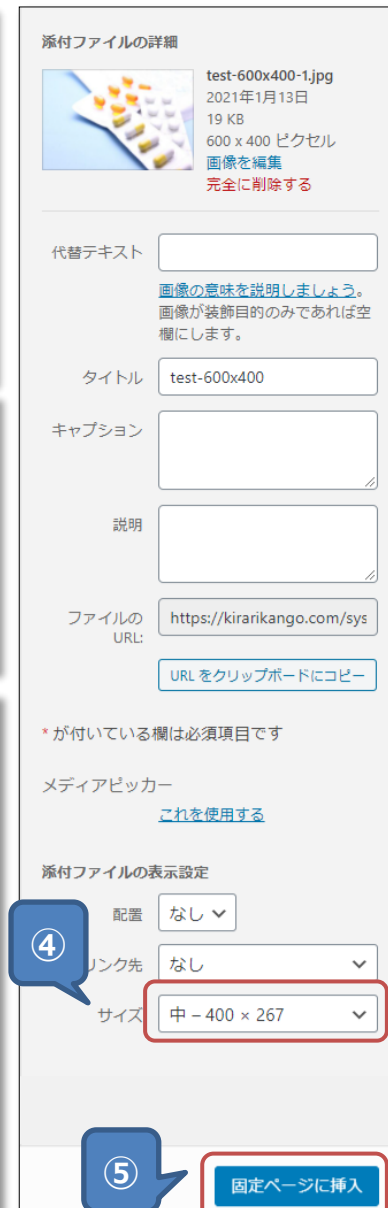 添付ファイルの詳細
test-600x400-1.jpg
2021年1月13日
19 KB
600 x 400 ピクセル
画像を編集
完全に削除する
代替テキスト
画像の意味を説明しましょう。
画像が装飾目的のみであれば空
欄にします。
タイトル test-600x400
キャプション
説明
ファイルの https://kirarikango.com/sys
URL:
URL をクリップボードにコピー
* が付いている欄は必須項目です
メディアピッカー
これを使用する
添付ファイルの表示設定
配置 なし
④
リンク先 なし
サイズ 中 – 400 × 267
⑤
固定ページに挿入